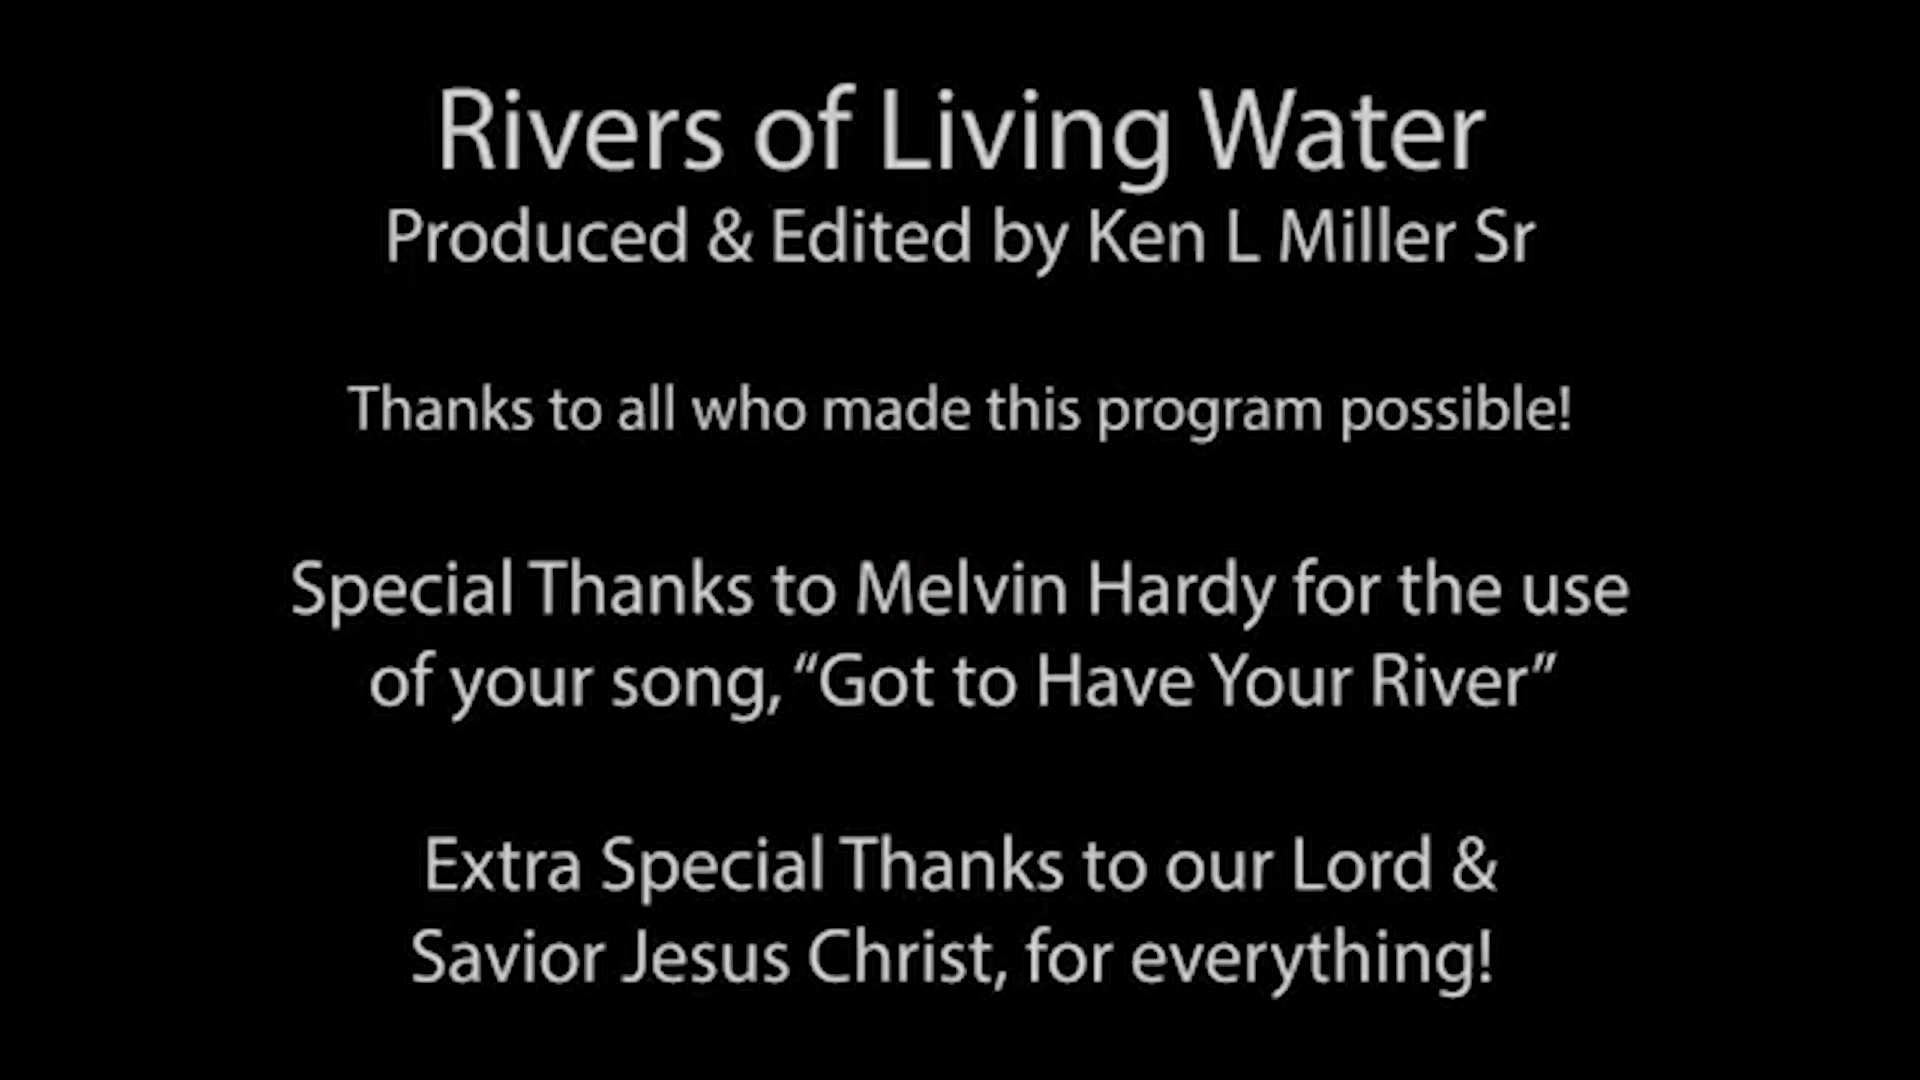 Rivers of Living Water
Produced & Edited by Ken L Miller Sr
Thanks to all who made this program possible!
Special Thanks to Melvin Hardy for the use
of your song, “Got to Have Your River”
Extra Special Thanks to our Lord &
Savior Jesus Christ, for everything!